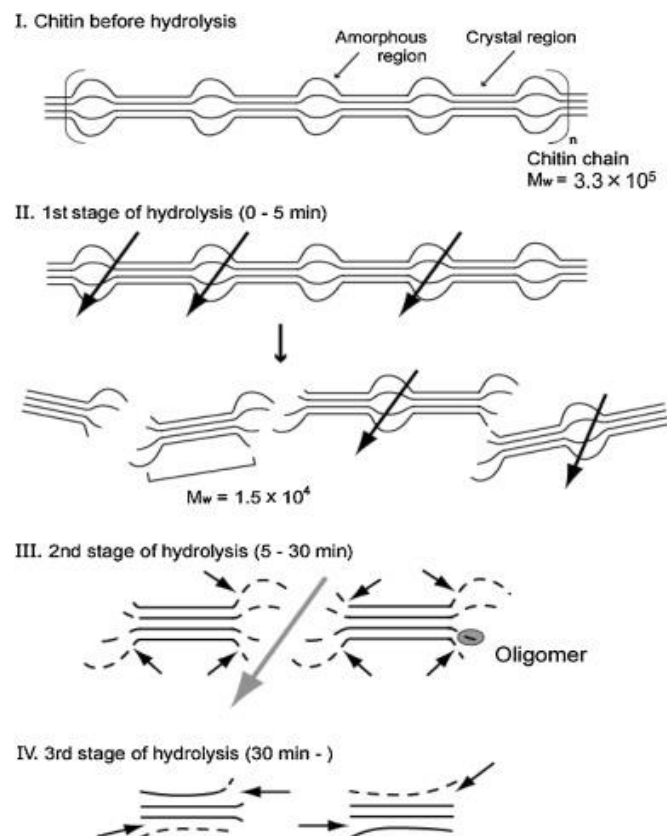 I. Chitin before hydrolysis
Amorphous region
Crystal region
n
Chitin chain
Mw = 3.3 × 10⁵
II. 1st stage of hydrolysis (0 - 5 min)
Mw = 1.5 x 10⁴
III. 2nd stage of hydrolysis (5 - 30 min)
Oligomer
IV. 3rd stage of hydrolysis (30 min - )